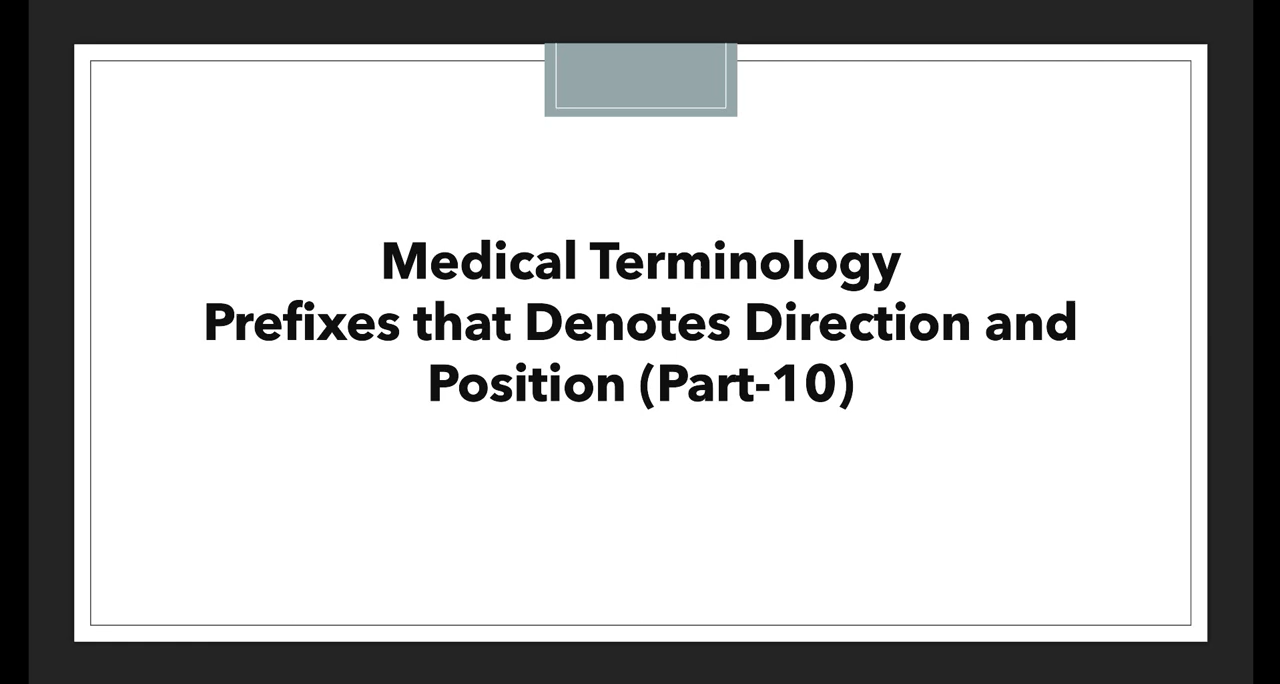 Medical Terminology
Prefixes that Denotes Direction and
Position (Part-10)